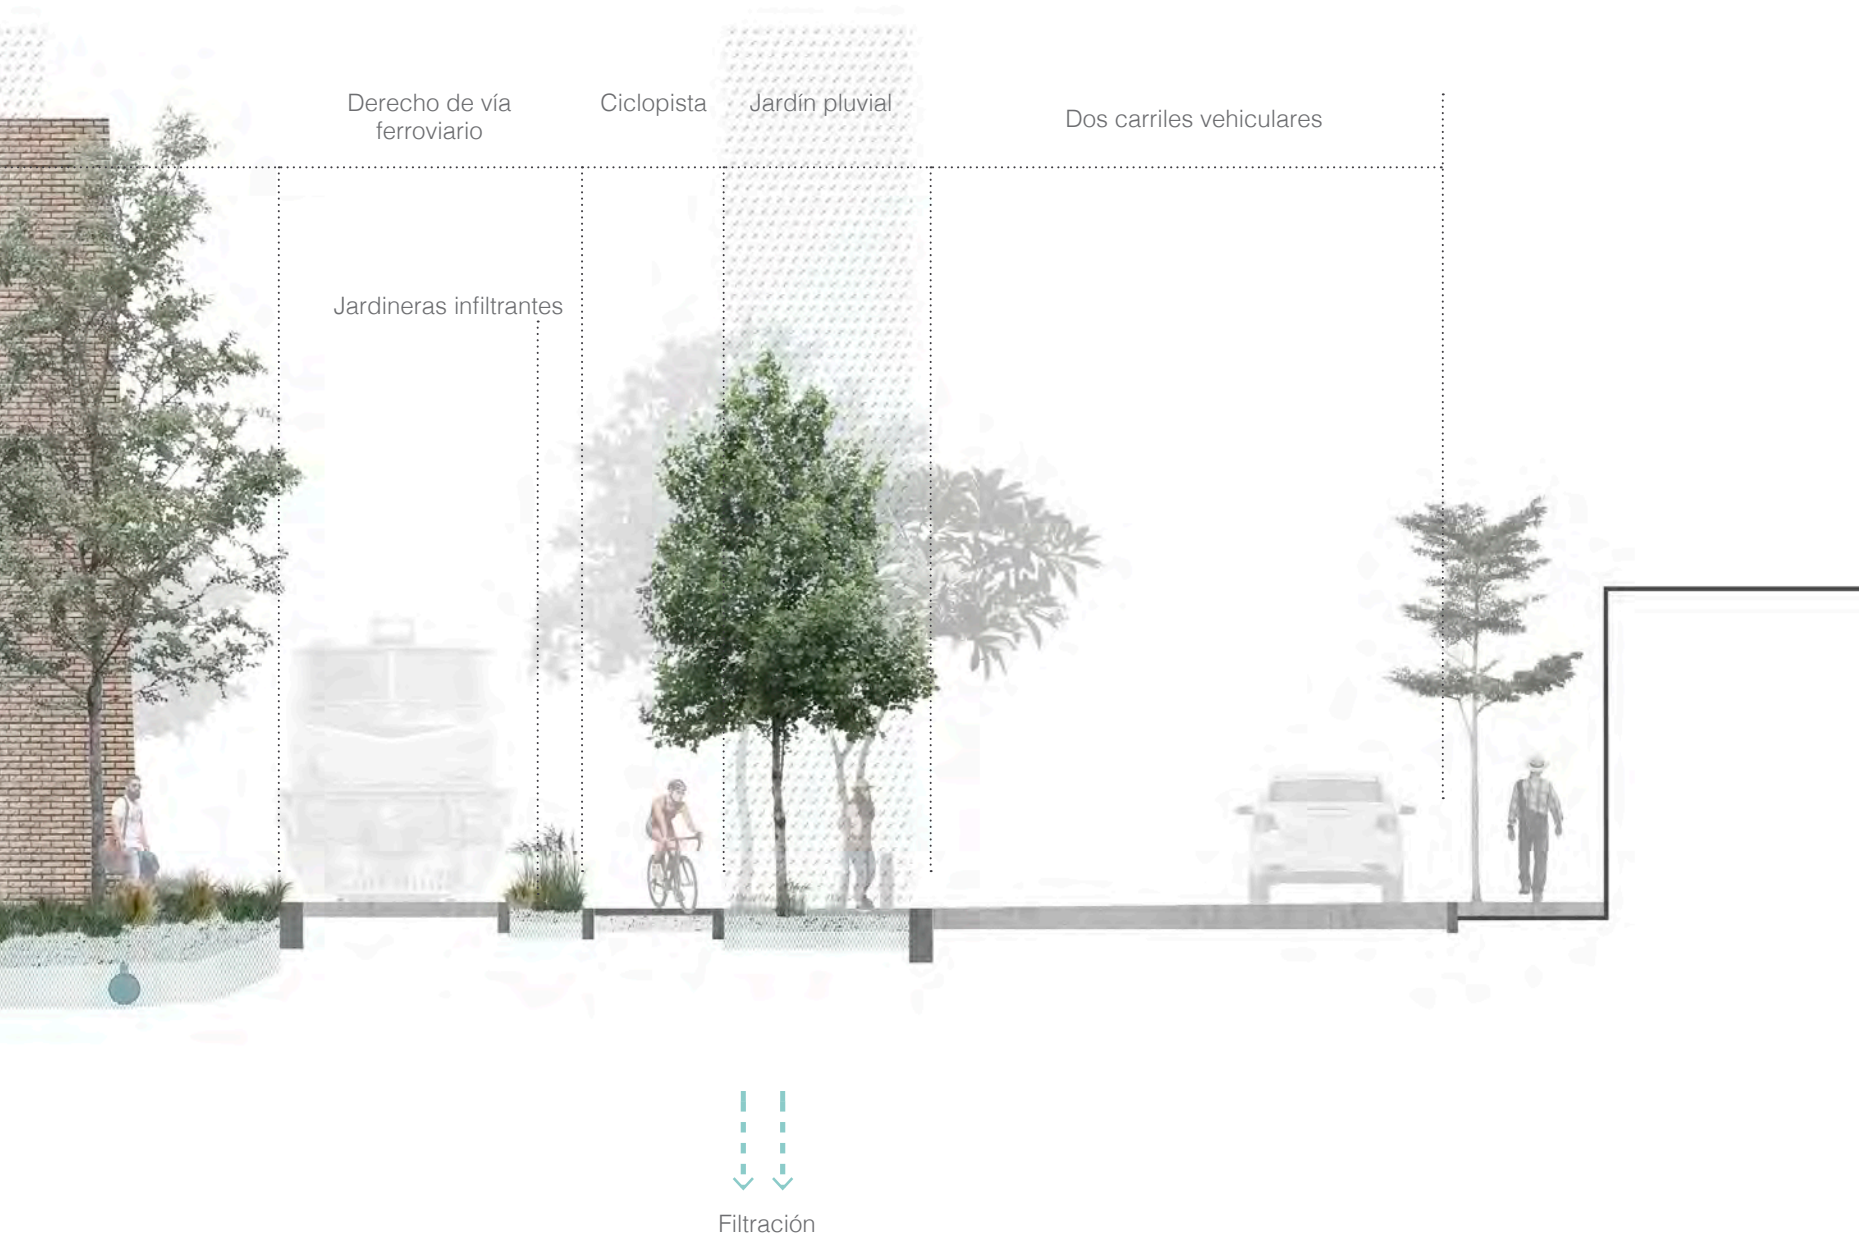 Derecho de vía
ferroviario
Ciclopista
Jardín pluvial
Dos carriles vehiculares
Jardineras infiltrantes
Filtración